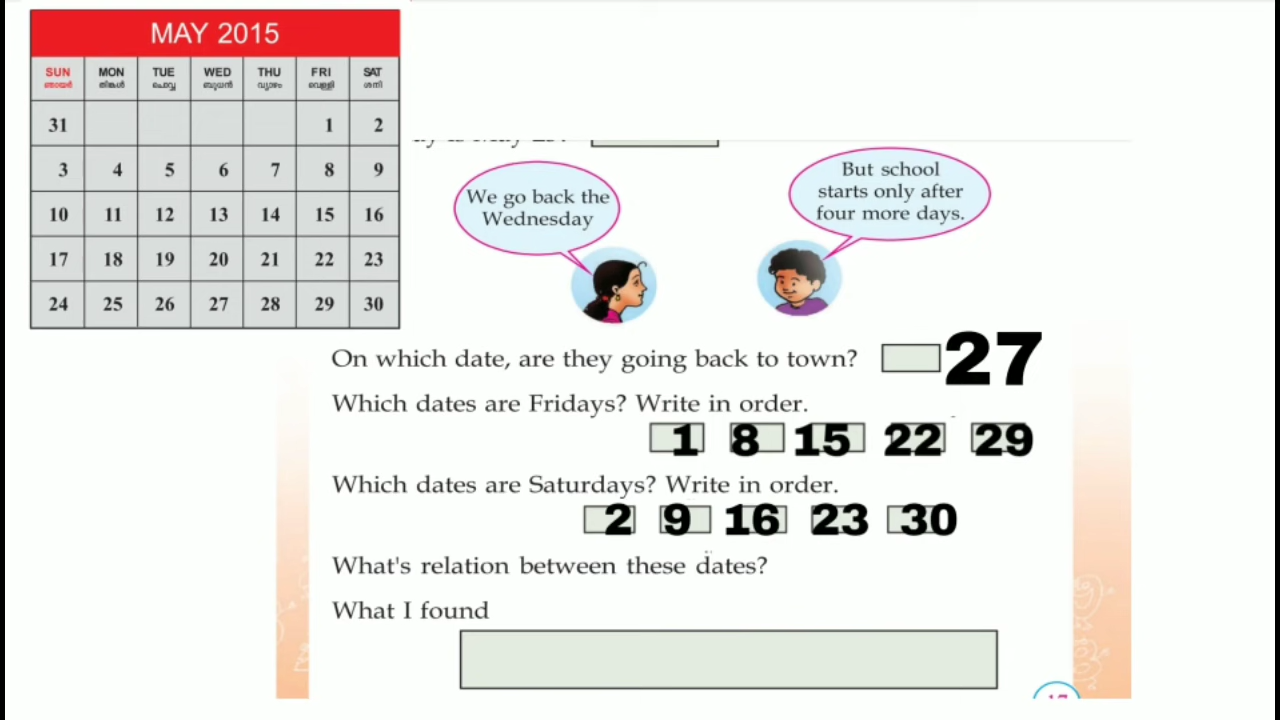 MAY 2015
SUN MON TUE WED THU FRI SAT
ഞായർ തിങ്കൾ ചൊവ്വ ബുധൻ വ്യാഴം വെള്ളി ശനി
31 1 2
3 4 5 6 7 8 9
10 11 12 13 14 15 16
17 18 19 20 21 22 23
24 25 26 27 28 29 30
We go back the
Wednesday
But school
starts only after
four more days.
On which date, are they going back to town? 27
Which dates are Fridays? Write in order.
1 8 15 22 29
Which dates are Saturdays? Write in order.
2 9 16 23 30
What's relation between these dates?
What I found